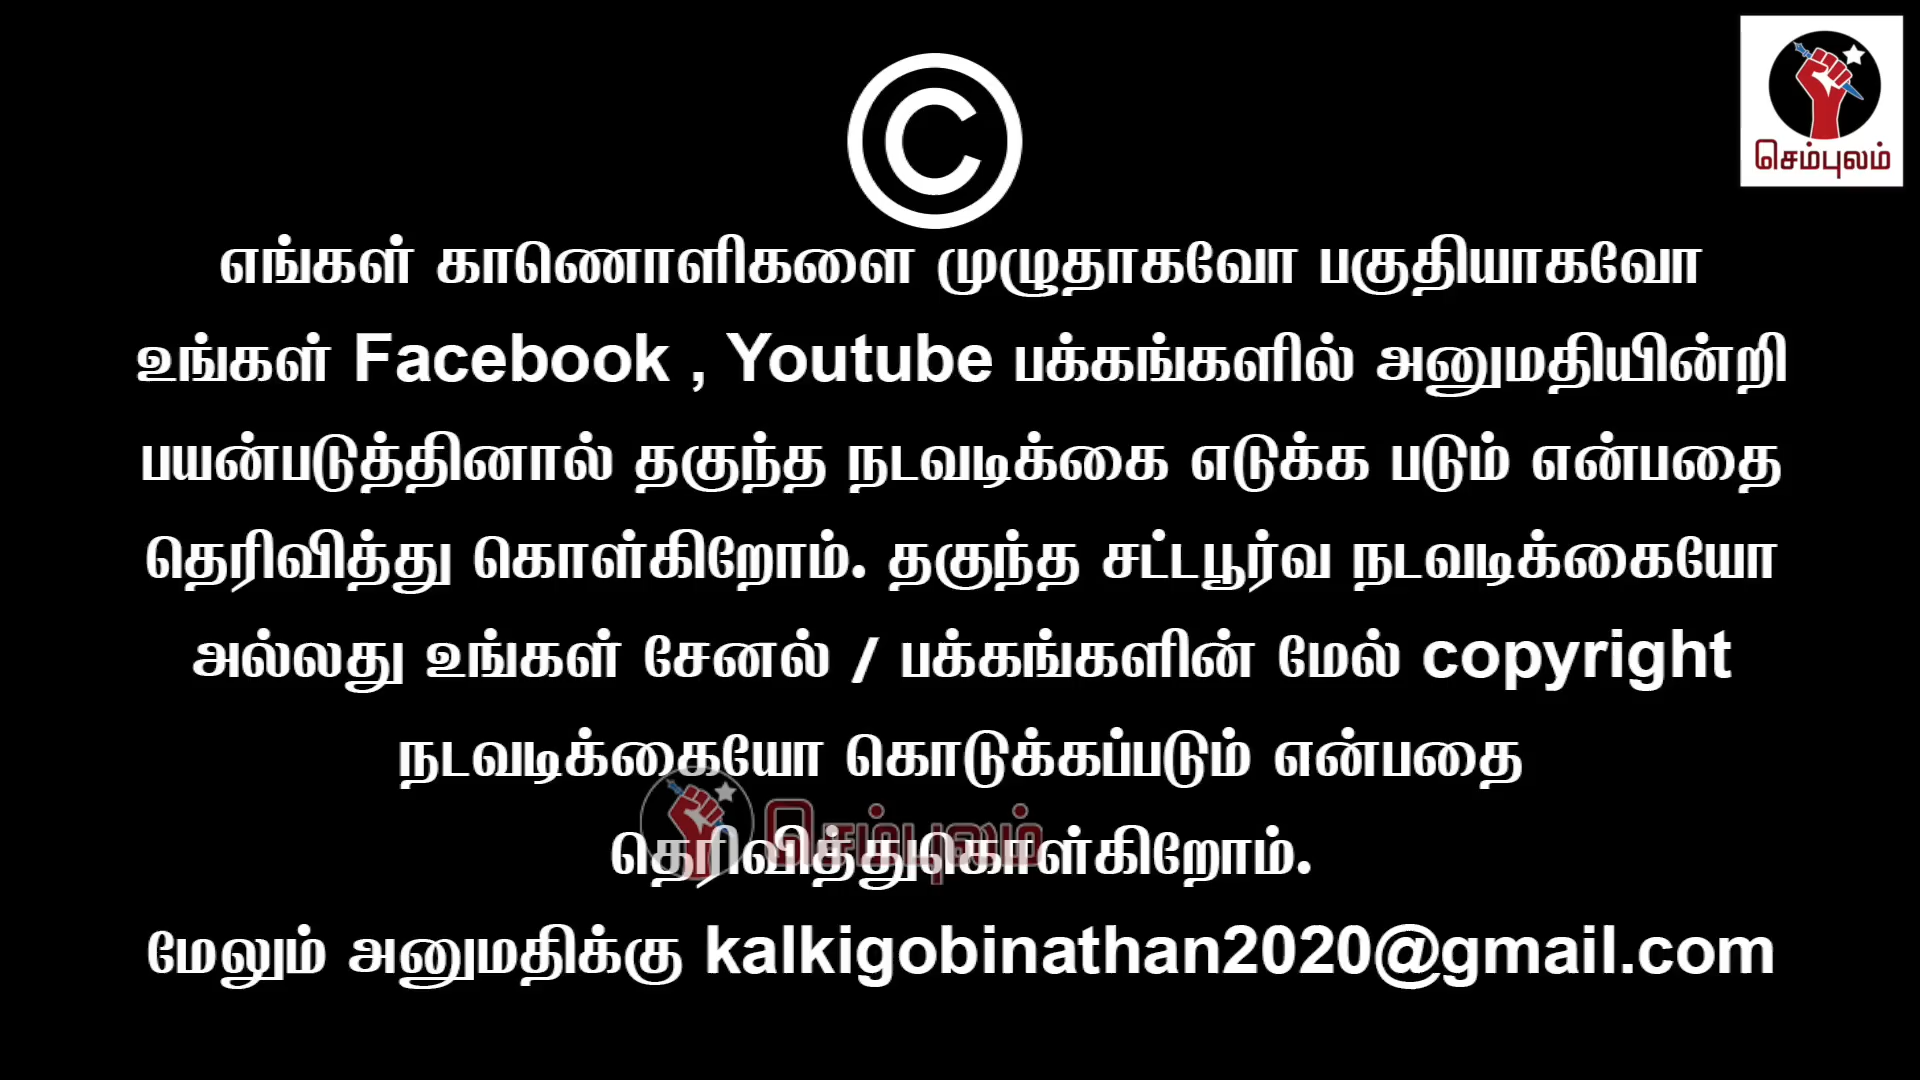 ©
செம்புலம்
எங்கள் காணொளிகளை முழுதாகவோ பகுதியாகவோ
உங்கள் Facebook , Youtube பக்கங்களில் அனுமதியின்றி
பயன்படுத்தினால் தகுந்த நடவடிக்கை எடுக்க படும் என்பதை
தெரிவித்து கொள்கிறோம். தகுந்த சட்டபூர்வ நடவடிக்கையோ
அல்லது உங்கள் சேனல் / பக்கங்களின் மேல் copyright
நடவடிக்கையோ கொடுக்கப்படும் என்பதை
தெரிவித்துகொள்கிறோம்.
செம்புலம்
மேலும் அனுமதிக்கு kalkigobinathan2020@gmail.com